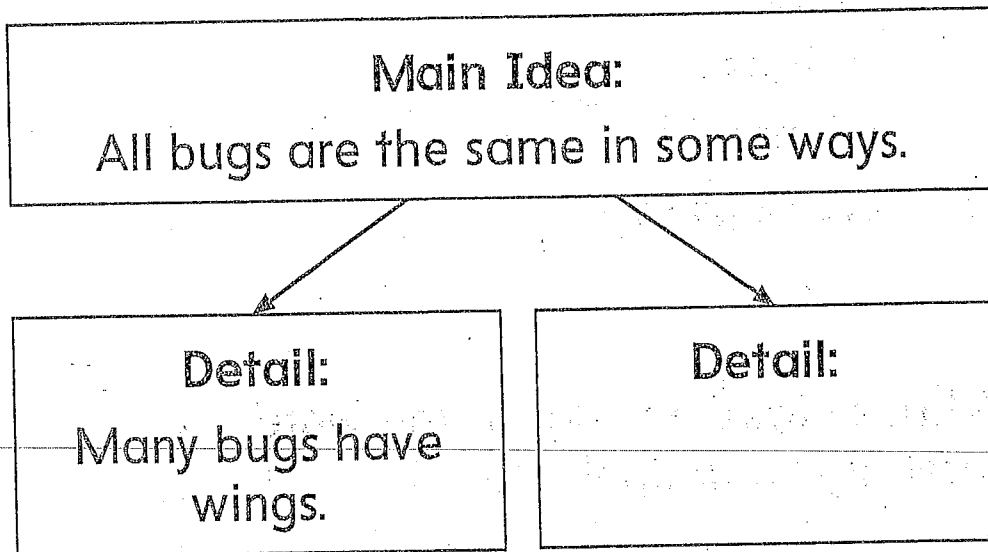 Main Idea:
All bugs are the same in some ways.
Detail:
Many bugs have
wings.
Detail: